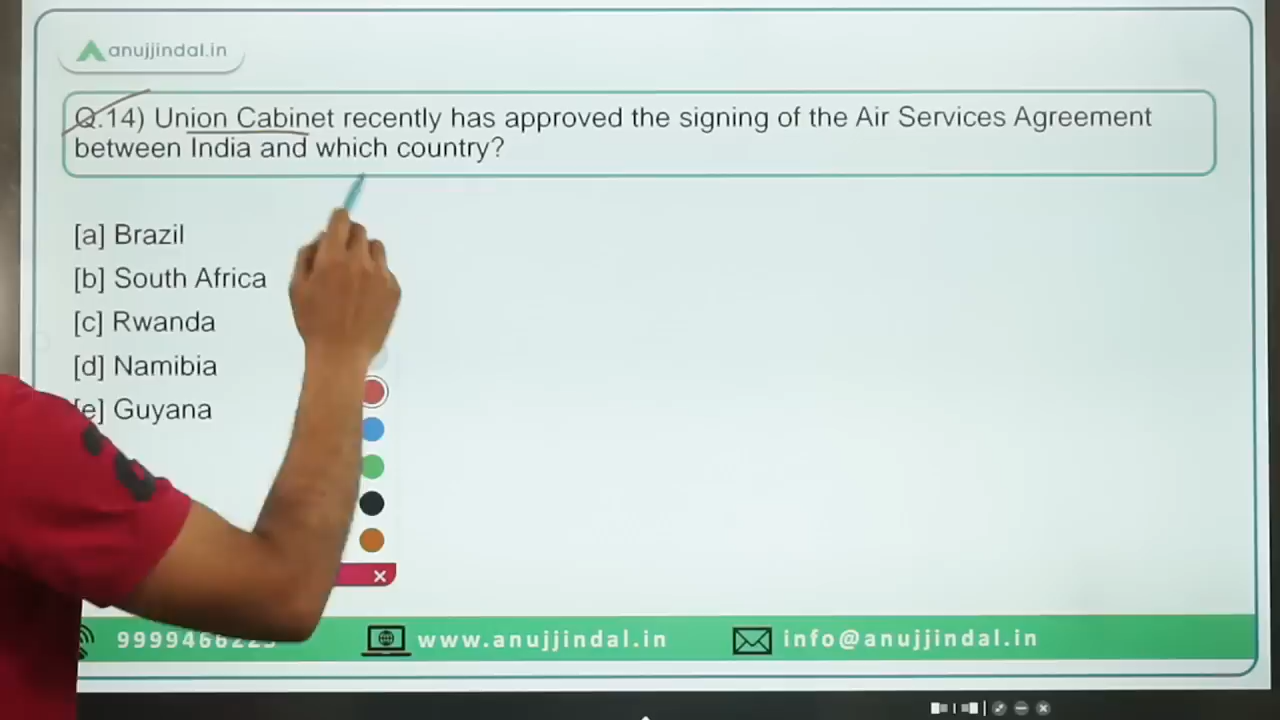 anujjindal.in
Q.14) Union Cabinet recently has approved the signing of the Air Services Agreement
between India and which country?
[a] Brazil
[b] South Africa
[c] Rwanda
[d] Namibia
[e] Guyana
9999466225
www.anujjindal.in
info@anujjindal.in